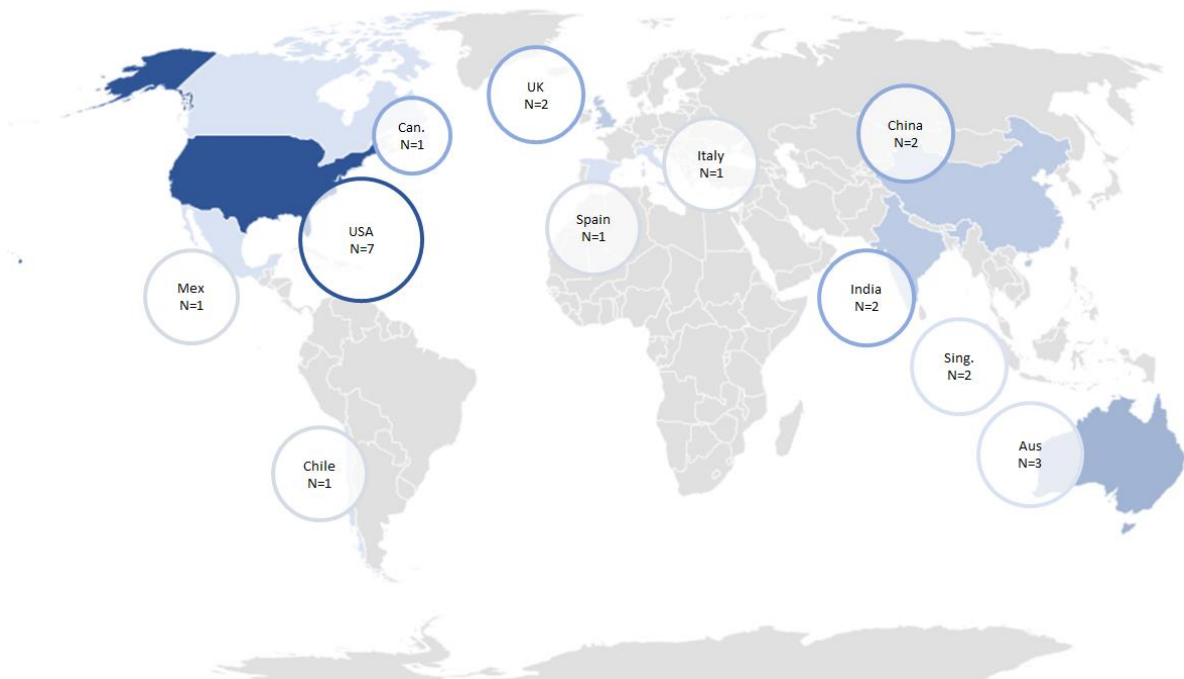 UK
N=2
Can.
N=1
China
N=2
Italy
N=1
Spain
N=1
USA
N=7
Mex
N=1
India
N=2
Sing.
N=2
Aus
N=3
Chile
N=1